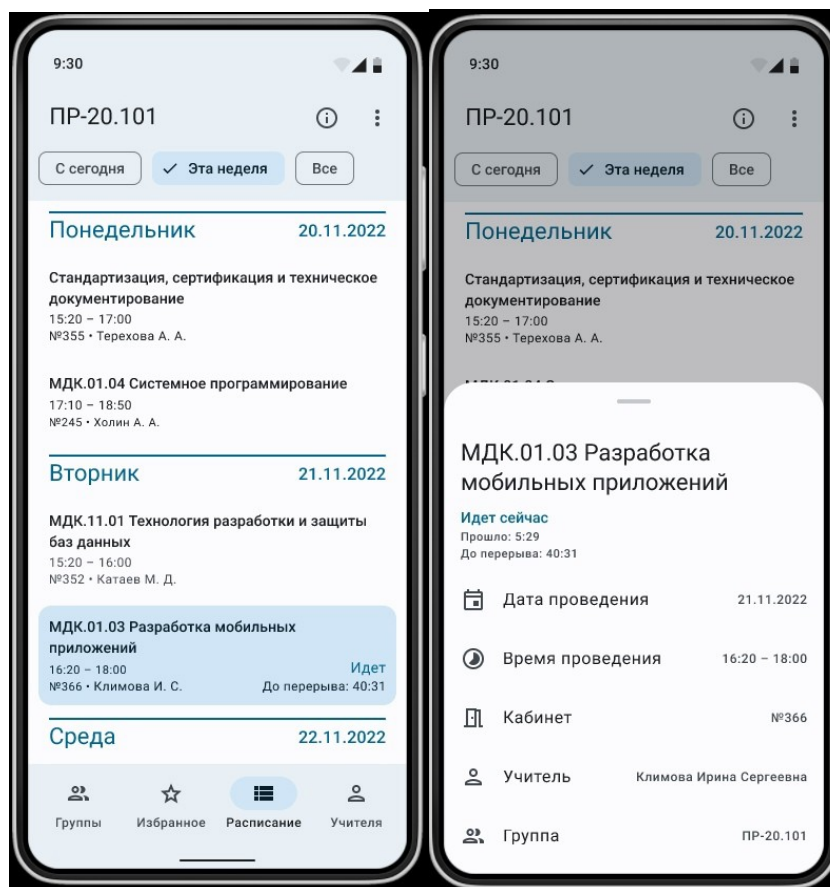 9:30
ПР-20.101
С сегодня
Эта неделя
Все
Понедельник 20.11.2022
Стандартизация, сертификация и техническое
документирование
15:20 – 17:00
№355 • Терехова А. А.
МДК.01.04 Системное программирование
17:10 – 18:50
№245 • Холин А. А.
Вторник 21.11.2022
МДК.11.01 Технология разработки и защиты
баз данных
15:20 – 16:00
№352 • Катаев М. Д.
МДК.01.03 Разработка мобильных
приложений
16:20 – 18:00 Идет
№366 • Климова И. С. До перерыва: 40:31
Среда 22.11.2022
Группы Избранное Расписание Учителя
9:30
ПР-20.101
С сегодня
Эта неделя
Все
Понедельник 20.11.2022
Стандартизация, сертификация и техническое
документирование
15:20 – 17:00
№355 • Терехова А. А.
МДК.01.03 Разработка
мобильных приложений
Идет сейчас
Прошло: 5:29
До перерыва: 40:31
Дата проведения 21.11.2022
Время проведения 16:20 – 18:00
Кабинет №366
Учитель Климова Ирина Сергеевна
Группа ПР-20.101